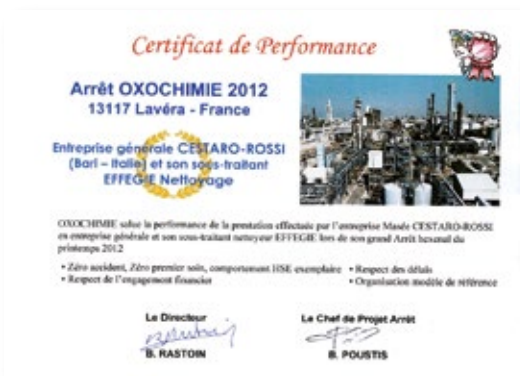 Certificat de Performance
Arrêt OXOCHIMIE 2012
13117 Lavéra - France
Entreprise générale CESTARO-ROSSI
(Bari – Italie) et son sous-traitant
EFFEGIE Nettoyage
OXOCHIMIE salue la performance de la prestation effectuée par l'entreprise CESTARO-ROSSI
en entreprise générale et son sous-traitant nettoyeur EFFEGIE lors de son grand Arrêt hexenal du
printemps 2012
• Zéro accident, Zéro premier soin, comportement HSE exemplaire • Respect des délais
• Respect de l'engagement financier • Organisation modèle de référence
Le Directeur Le Chef de Projet Arrêt
B. RASTOIN B. POUSTIS